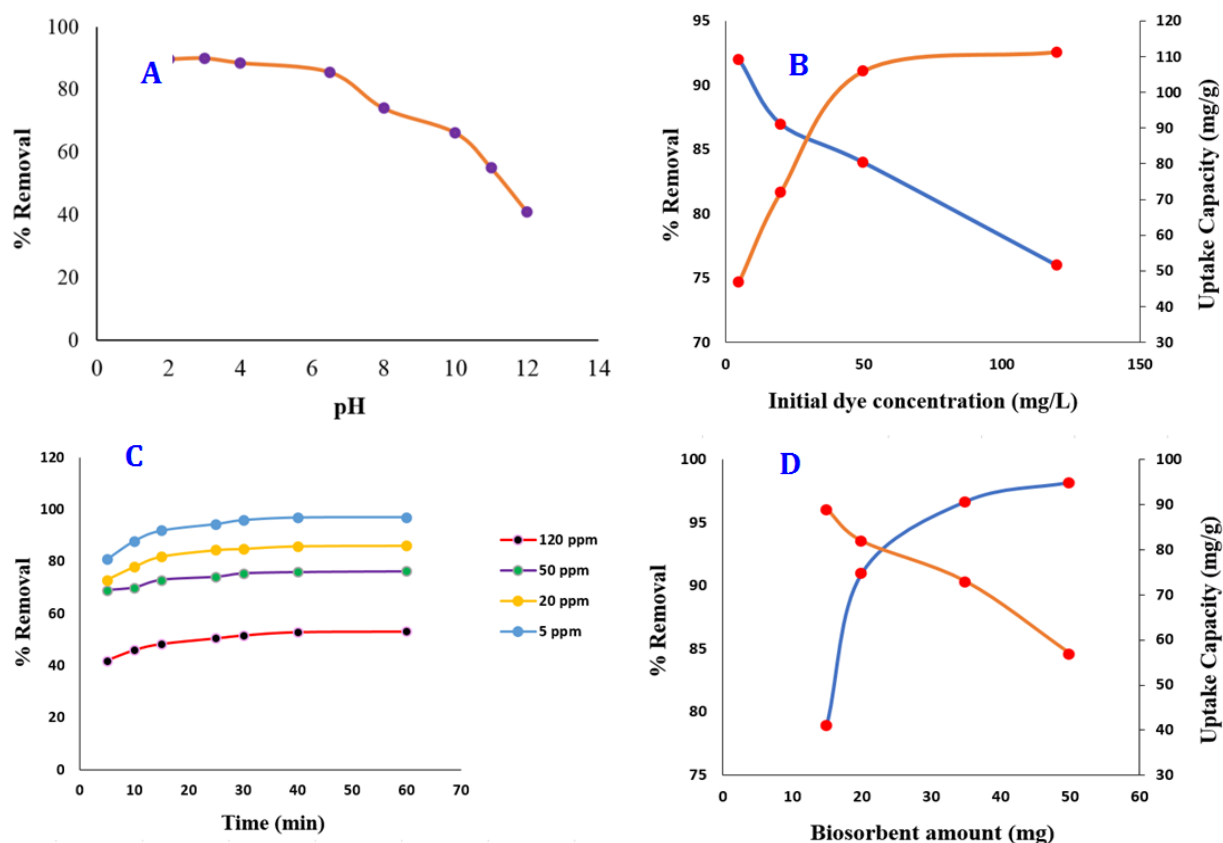 A
% Removal
100
80
60
40
20
0
0 2 4 6 8 10 12 14
pH
B
% Removal
95
90
85
80
75
70
120
110
100
90
80
70
60
50
40
30
Uptake Capacity (mg/g)
0 50 100 150
Initial dye concentration (mg/L)
C
% Removal
120
100
80
60
40
20
0
0 10 20 30 40 50 60 70
Time (min)
120 ppm
50 ppm
20 ppm
5 ppm
D
% Removal
100
95
90
85
80
75
100
90
80
70
60
50
40
30
Uptake Capacity (mg/g)
0 10 20 30 40 50 60
Biosorbent amount (mg)